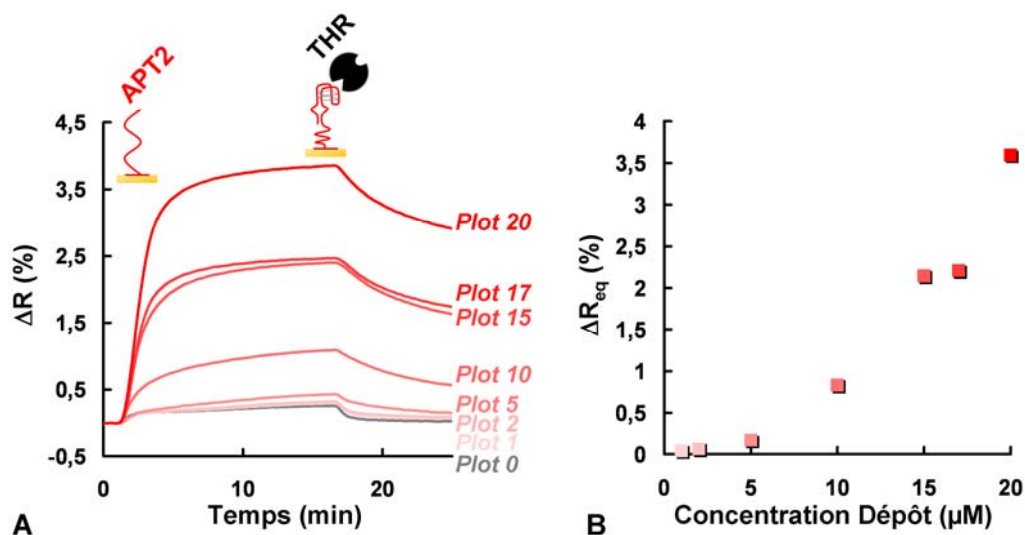 APT2
THR
4,5
3,5
2,5
1,5
0,5
-0,5
ΔR (%)
0
10
20
Temps (min)
Plot 20
Plot 17
Plot 15
Plot 10
Plot 5
Plot 2
Plot 1
Plot 0
A
4
3,5
3
2,5
2
1,5
1
0,5
0
ΔReq (%)
0
5
10
15
20
Concentration Dépôt (µM)
B